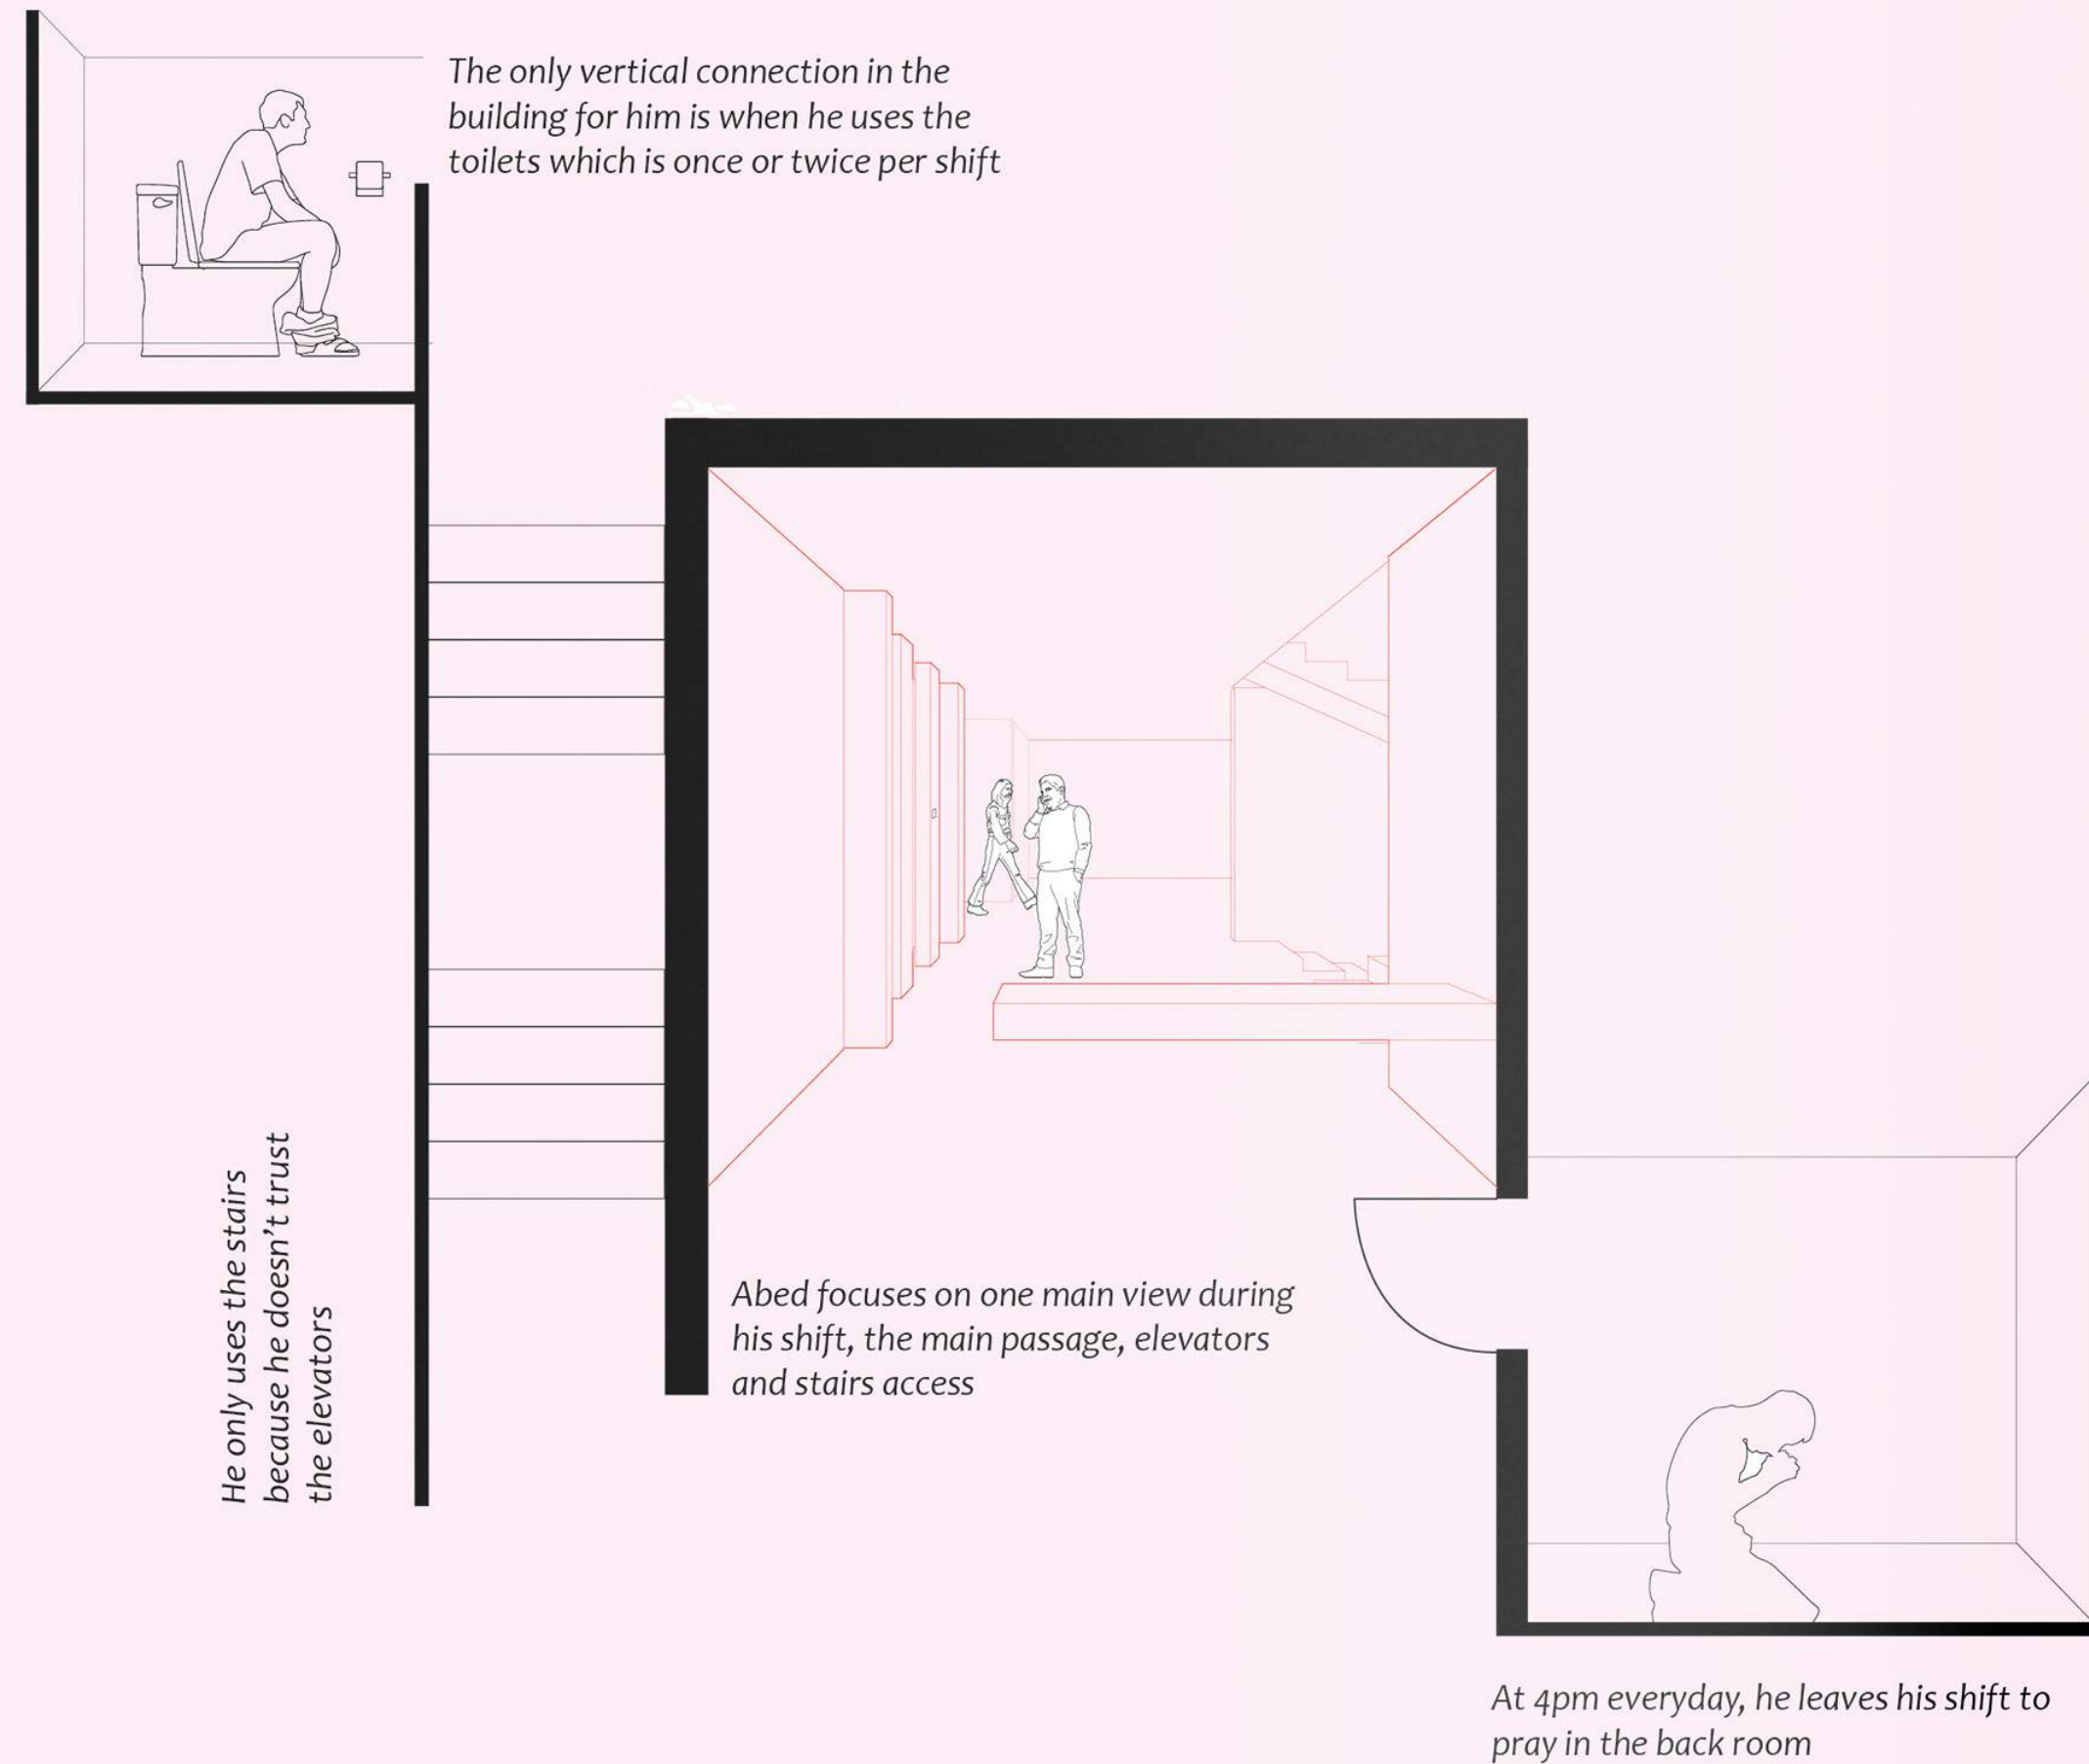 The only vertical connection in the
building for him is when he uses the
toilets which is once or twice per shift
He only uses the stairs
because he doesn't trust
the elevators
Abed focuses on one main view during
his shift, the main passage, elevators
and stairs access
At 4pm everyday, he leaves his shift to
pray in the back room